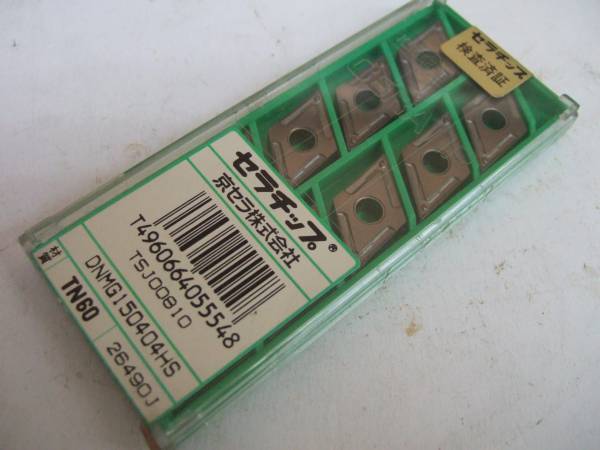 セラチップ
検査済証
セラチップ®
京セラ株式会社
T4960664055548
TSJ00810
DNMG150404HS
材質 TN60 26490J